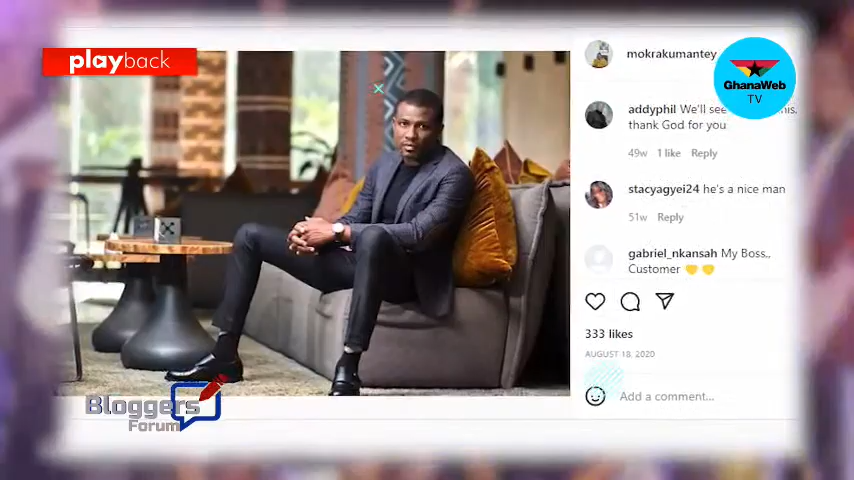 playback
mokrakumantey
GhanaWeb
TV
addyphil We'll see
his,
thank God for you
49w 1 like Reply
stacyagyei24 he's a nice man
51w Reply
gabriel_nkansah My Boss..
Customer
333 likes
AUGUST 18, 2020
Add a comment...
Bloggers
Forum